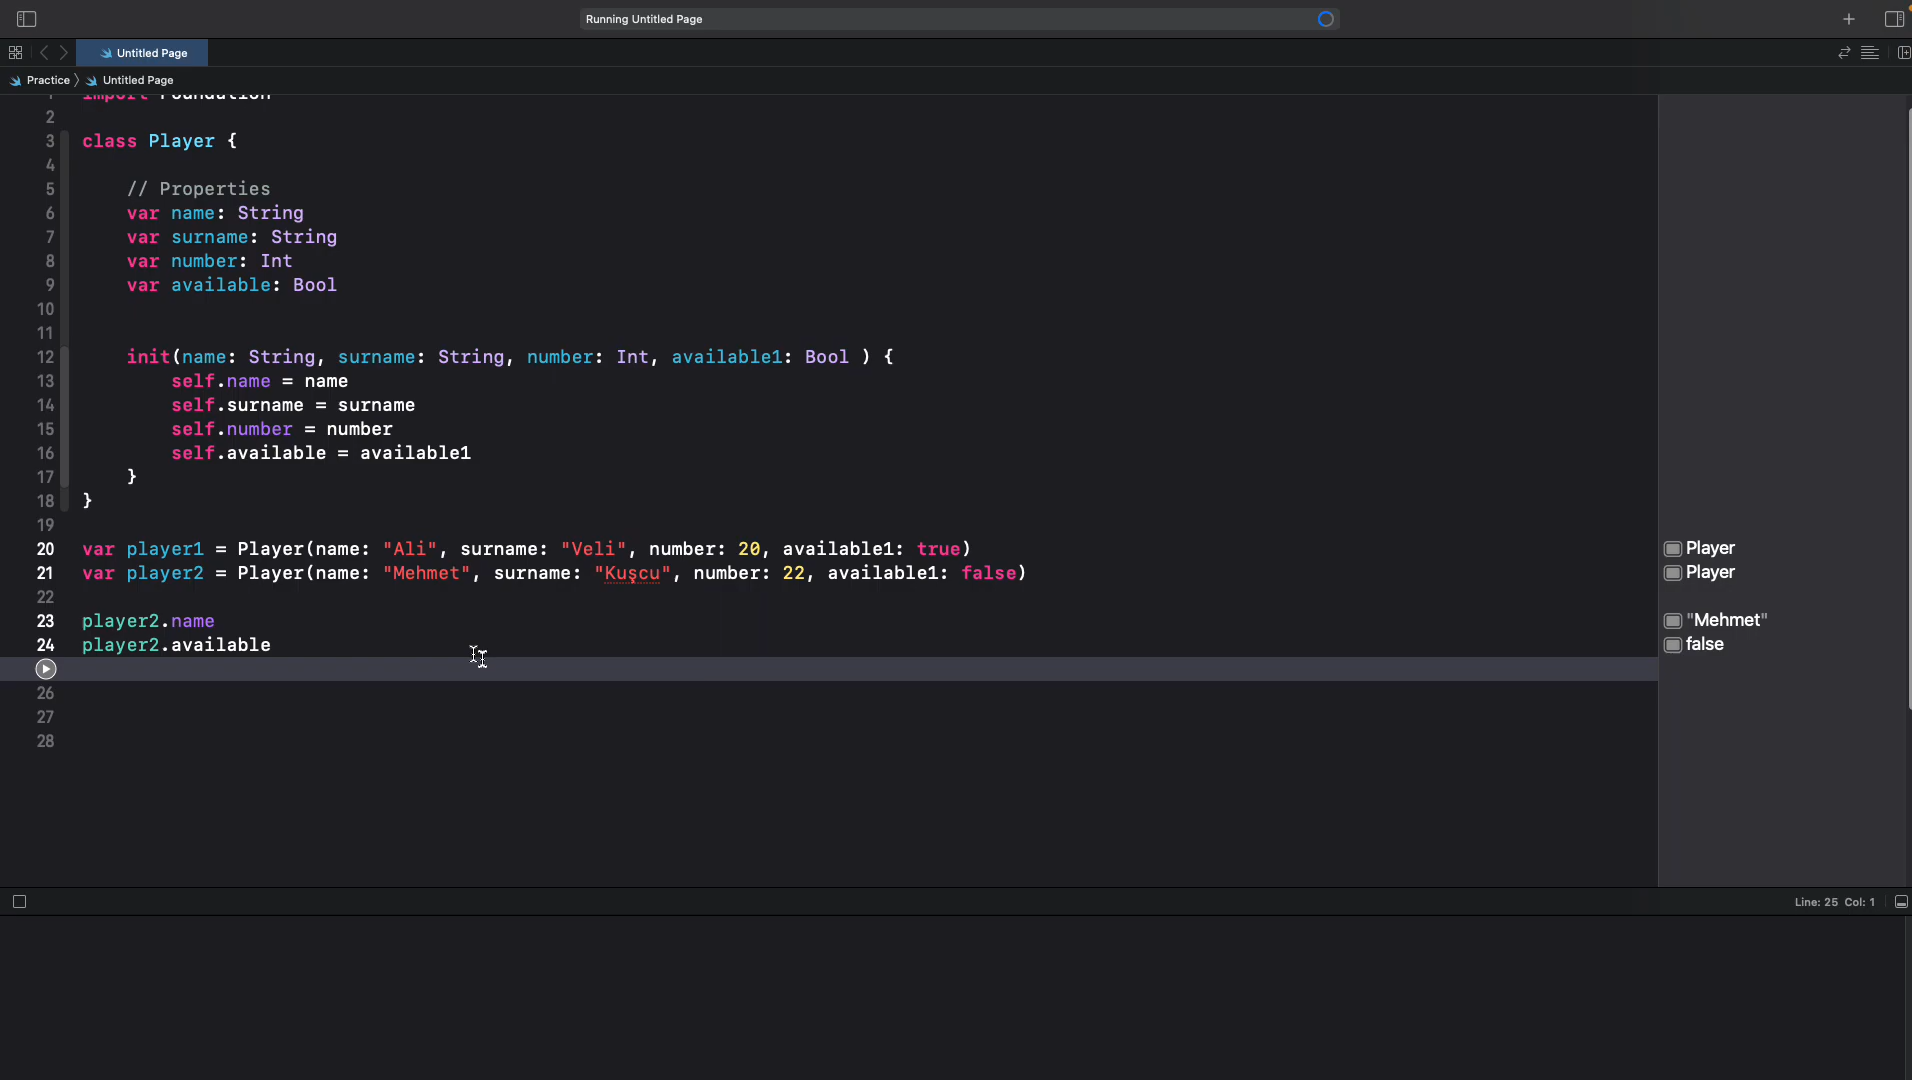 Running Untitled Page
Untitled Page
Practice 〉 Untitled Page
1 import Foundation
2
3 class Player {
4
5     // Properties
6     var name: String
7     var surname: String
8     var number: Int
9     var available: Bool
10
11
12     init(name: String, surname: String, number: Int, available1: Bool ) {
13         self.name = name
14         self.surname = surname
15         self.number = number
16         self.available = available1
17     }
18 }
19
20 var player1 = Player(name: "Ali", surname: "Veli", number: 20, available1: true) Player
21 var player2 = Player(name: "Mehmet", surname: "Kuşcu", number: 22, available1: false) Player
22
23 player2.name "Mehmet"
24 player2.available false
26
27
28
Line: 25 Col: 1